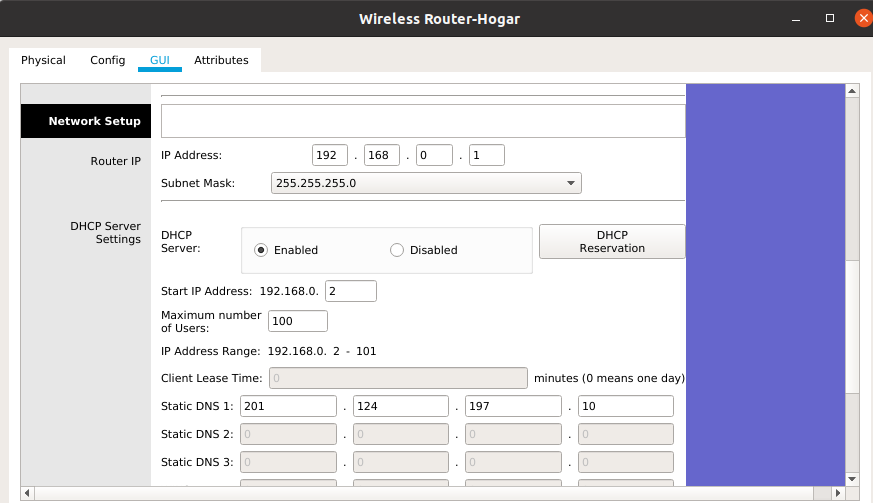 Wireless Router-Hogar
Physical Config GUI Attributes
Network Setup
Router IP
IP Address: 192 . 168 . 0 . 1
Subnet Mask: 255.255.255.0
DHCP Server
Settings
DHCP
Server:
Enabled Disabled
DHCP
Reservation
Start IP Address: 192.168.0. 2
Maximum number
of Users:
100
IP Address Range: 192.168.0. 2 - 101
Client Lease Time: 0 minutes (0 means one day)
Static DNS 1: 201 . 124 . 197 . 10
Static DNS 2: 0 . 0 . 0 . 0
Static DNS 3: 0 . 0 . 0 . 0